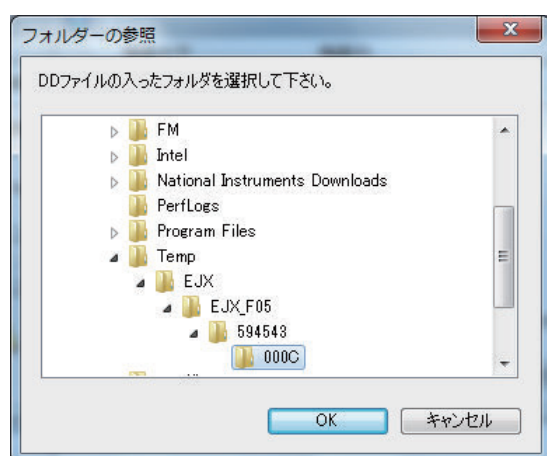 フォルダーの参照
DDファイルの入ったフォルダを選択して下さい。
FM
Intel
National Instruments Downloads
PerfLogs
Program Files
Temp
EJX
EJX_F05
594543
000C
OK
キャンセル